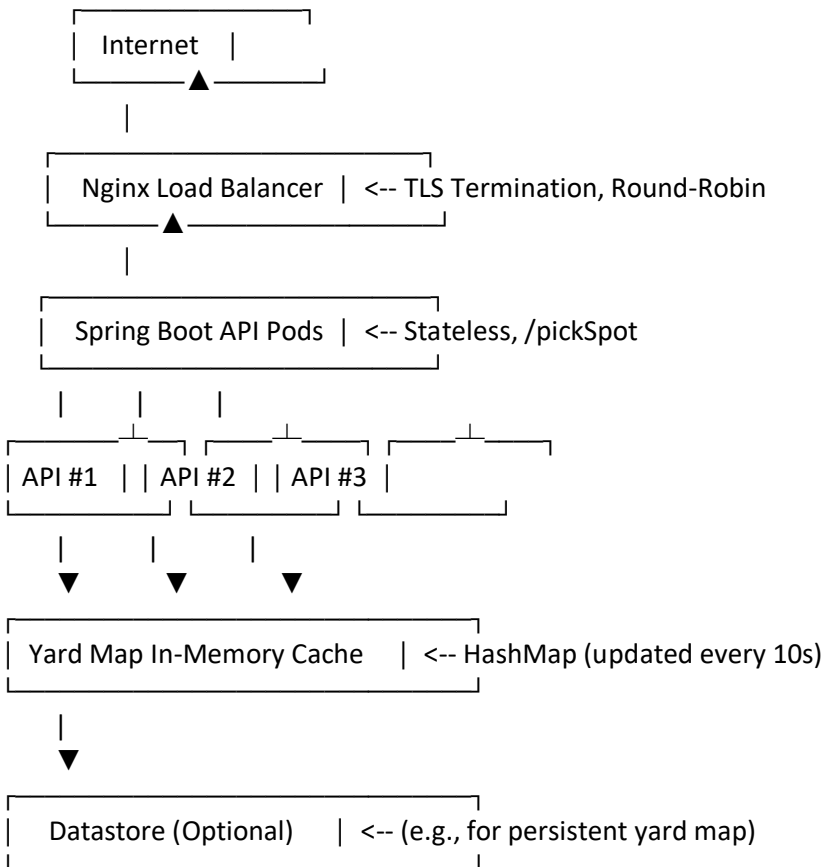 Internet
Nginx Load Balancer <-- TLS Termination, Round-Robin
Spring Boot API Pods <-- Stateless, /pickSpot
API #1 API #2 API #3
Yard Map In-Memory Cache <-- HashMap (updated every 10s)
Datastore (Optional) <-- (e.g., for persistent yard map)